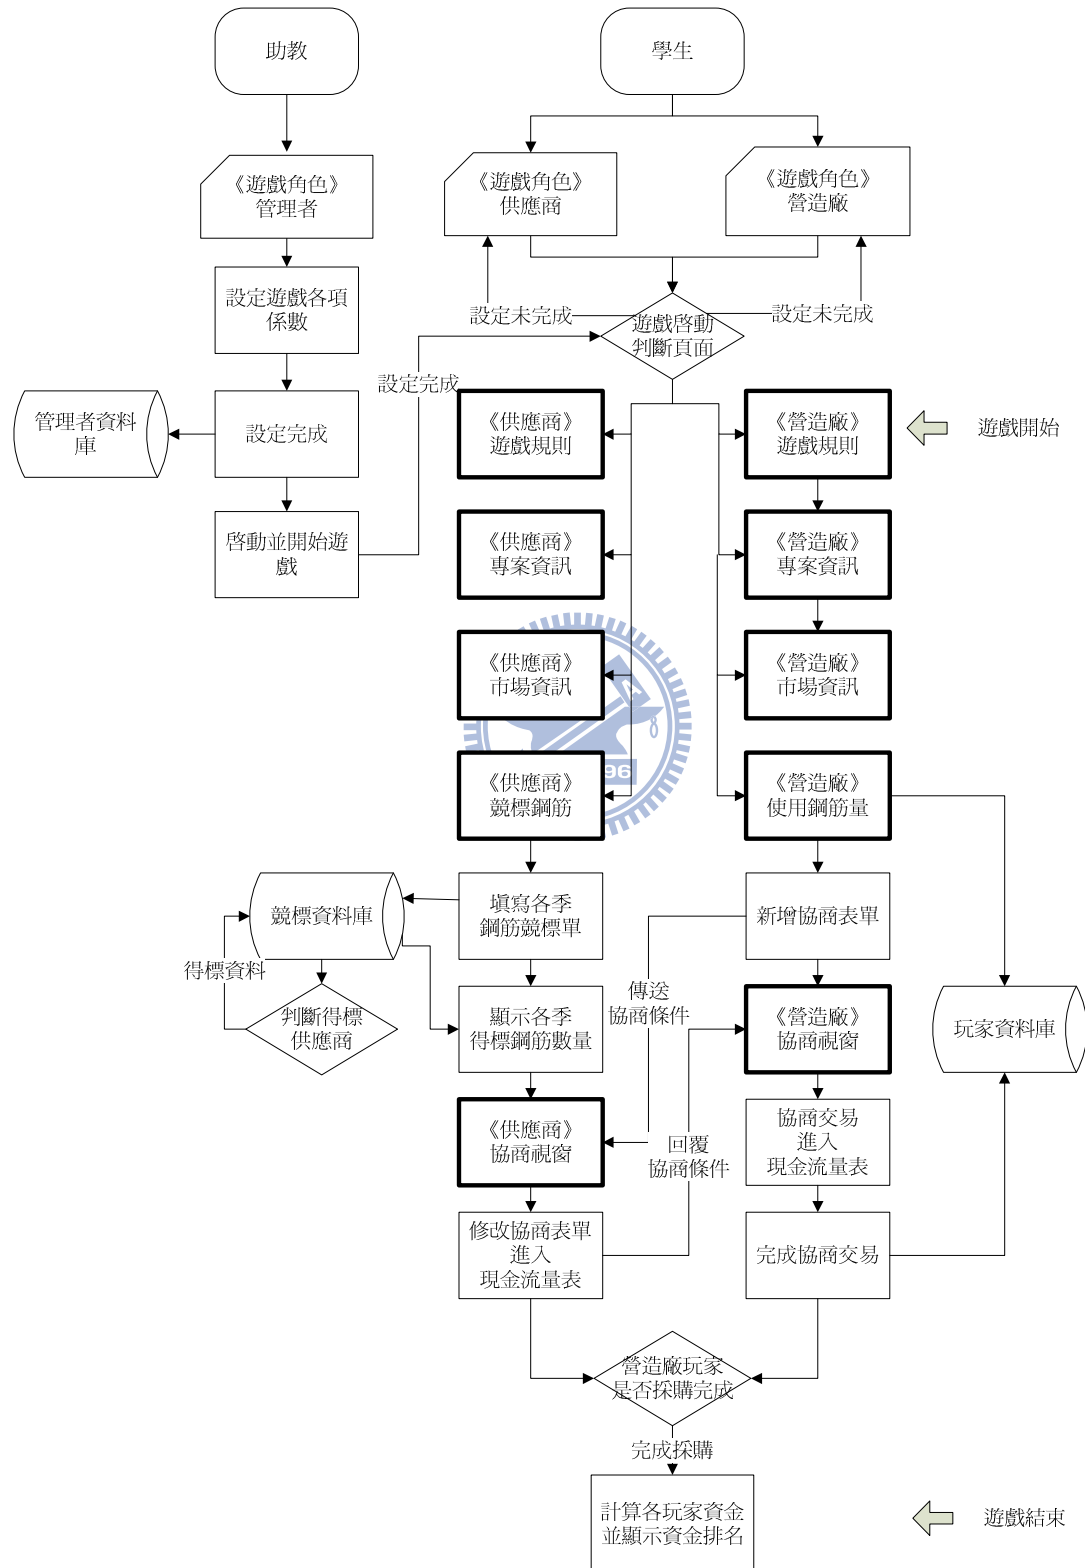 助教
學生
《遊戲角色》
管理者
《遊戲角色》
供應商
《遊戲角色》
營造廠
設定遊戲各項
係數
設定未完成
設定未完成
遊戲啓動
判斷頁面
設定完成
管理者資料
庫
設定完成
《供應商》
遊戲規則
《營造廠》
遊戲規則
遊戲開始
啓動並開始遊
戲
《供應商》
專案資訊
《營造廠》
專案資訊
《供應商》
市場資訊
《營造廠》
市場資訊
《供應商》
競標鋼筋
《營造廠》
使用鋼筋量
96
競標資料庫
填寫各季
鋼筋競標單
新增協商表單
得標資料
判斷得標
供應商
顯示各季
得標鋼筋數量
傳送
協商條件
《營造廠》
協商視窗
玩家資料庫
《供應商》
協商視窗
回覆
協商條件
協商交易
進入
現金流量表
修改協商表單
進入
現金流量表
完成協商交易
營造廠玩家
是否採購完成
完成採購
計算各玩家資金
並顯示資金排名
遊戲結束